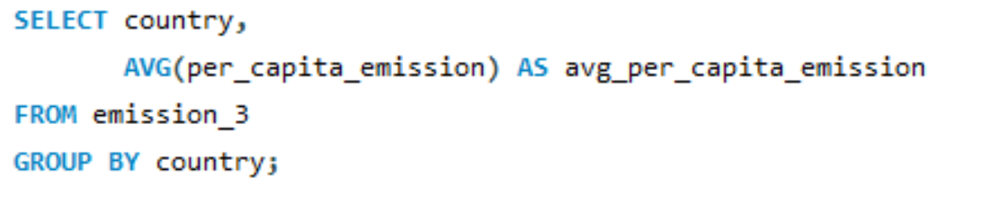 SELECT country,
       AVG(per_capita_emission) AS avg_per_capita_emission
FROM emission_3
GROUP BY country;